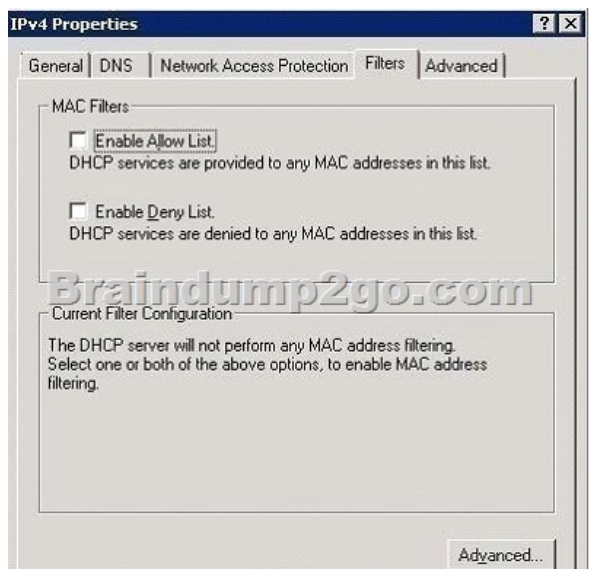 IPv4 Properties
? X
General DNS Network Access Protection Filters Advanced
MAC Filters
Enable Allow List.
DHCP services are provided to any MAC addresses in this list.
Enable Deny List.
DHCP services are denied to any MAC addresses in this list.
Braindump2go.com
Current Filter Configuration
The DHCP server will not perform any MAC address filtering.
Select one or both of the above options, to enable MAC address
filtering.
Advanced...